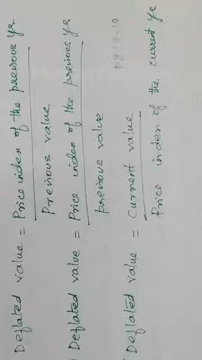 Deflated value = Price index of the previous yr
Previous value
Deflated value = Price index of the previous yr
previous value
Deflated value = Current value
Price index of the current yr